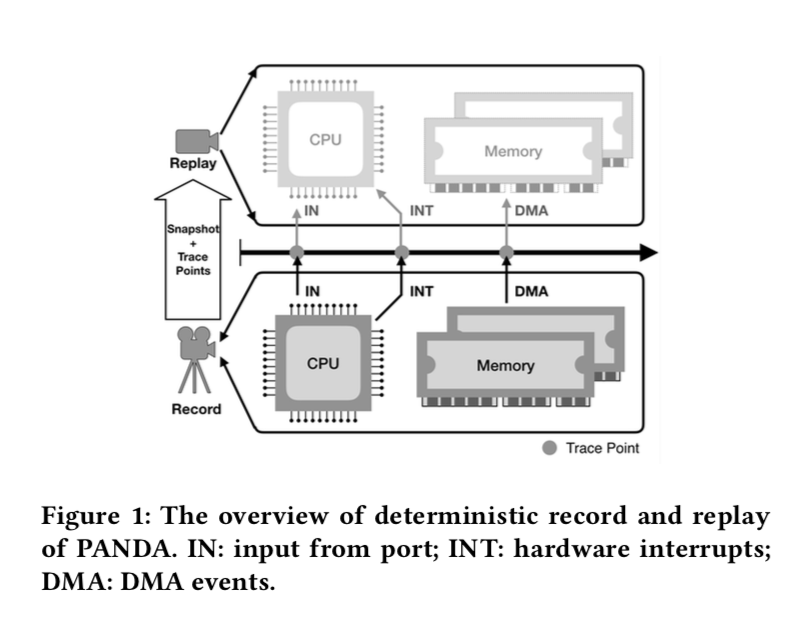 CPU
Memory
Replay
IN
INT
DMA
Snapshot
+
Trace
Points
IN
INT
DMA
CPU
Memory
Record
Trace Point
Figure 1: The overview of deterministic record and replay
of PANDA. IN: input from port; INT: hardware interrupts;
DMA: DMA events.